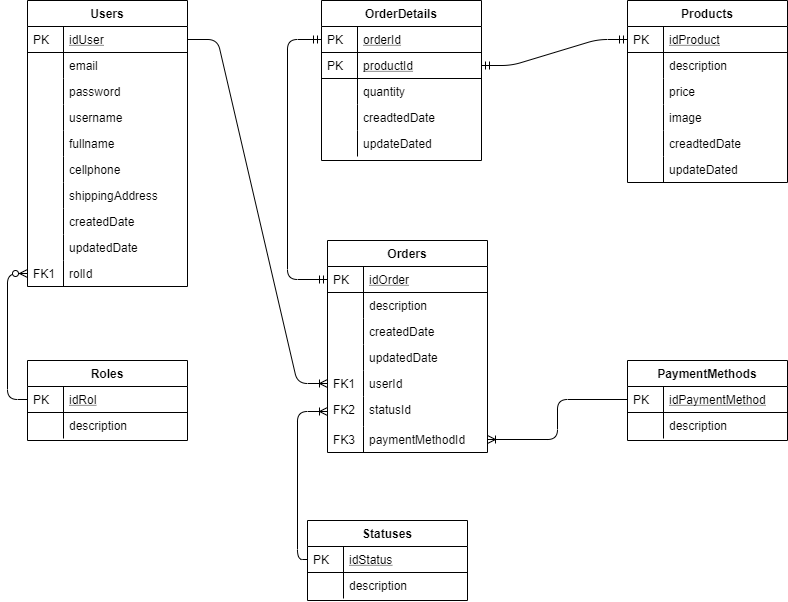 Users
PK idUser
email
password
username
fullname
cellphone
shippingAddress
createdDate
updatedDate
FK1 rolId
OrderDetails
PK orderId
PK productId
quantity
creadtedDate
updateDated
Products
PK idProduct
description
price
image
creadtedDate
updateDated
Orders
PK idOrder
description
createdDate
updatedDate
FK1 userId
FK2 statusId
FK3 paymentMethodId
Roles
PK idRol
description
PaymentMethods
PK idPaymentMethod
description
Statuses
PK idStatus
description